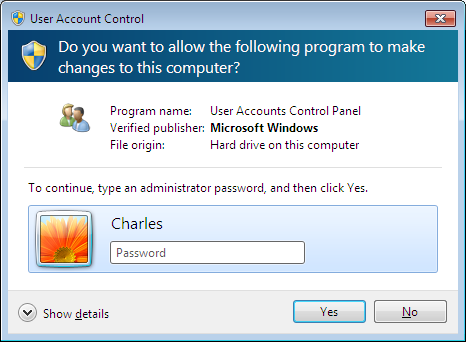 User Account Control
Do you want to allow the following program to make
changes to this computer?
Program name: User Accounts Control Panel
Verified publisher: Microsoft Windows
File origin: Hard drive on this computer
To continue, type an administrator password, and then click Yes.
Charles
Password
Show details
Yes
No